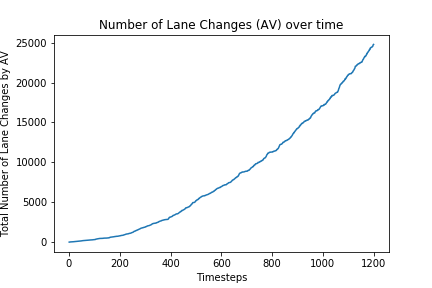 Number of Lane Changes (AV) over time
Total Number of Lane Changes by AV
25000
20000
15000
10000
5000
0
0 200 400 600 800 1000 1200
Timesteps